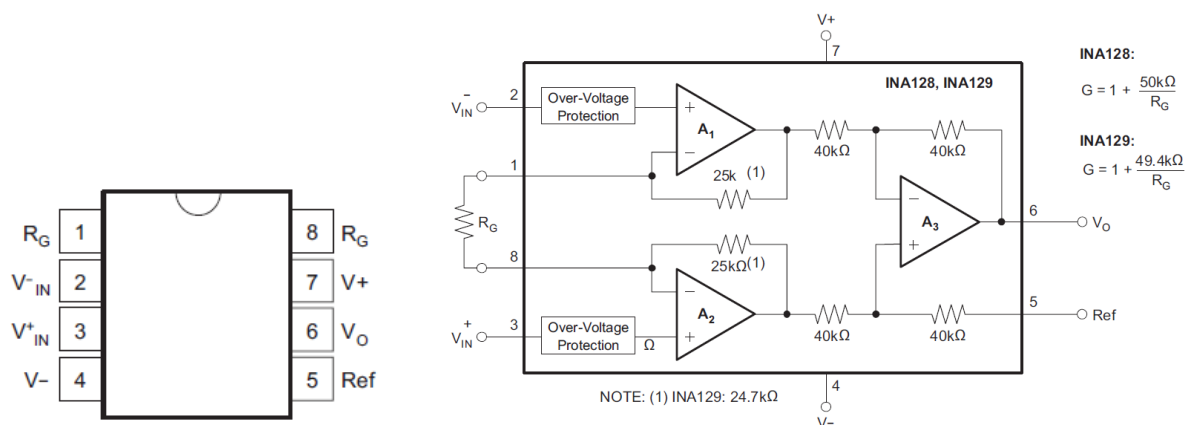 RG 1 8 RG
V-IN 2 7 V+
V+IN 3 6 VO
V− 4 5 Ref
V+
7
INA128, INA129
INA128:
G = 1 + 50kΩ
RG
INA129:
G = 1 + 49.4kΩ
RG
−
VIN 2 Over-Voltage
Protection
+
A1
−
40kΩ 40kΩ
1
25k (1)
RG
−
A3
+
6
VO
8
25kΩ(1)
−
A2
+
5
Ref
+
VIN 3 Over-Voltage
Protection
Ω
40kΩ 40kΩ
4
NOTE: (1) INA129: 24.7kΩ
V−